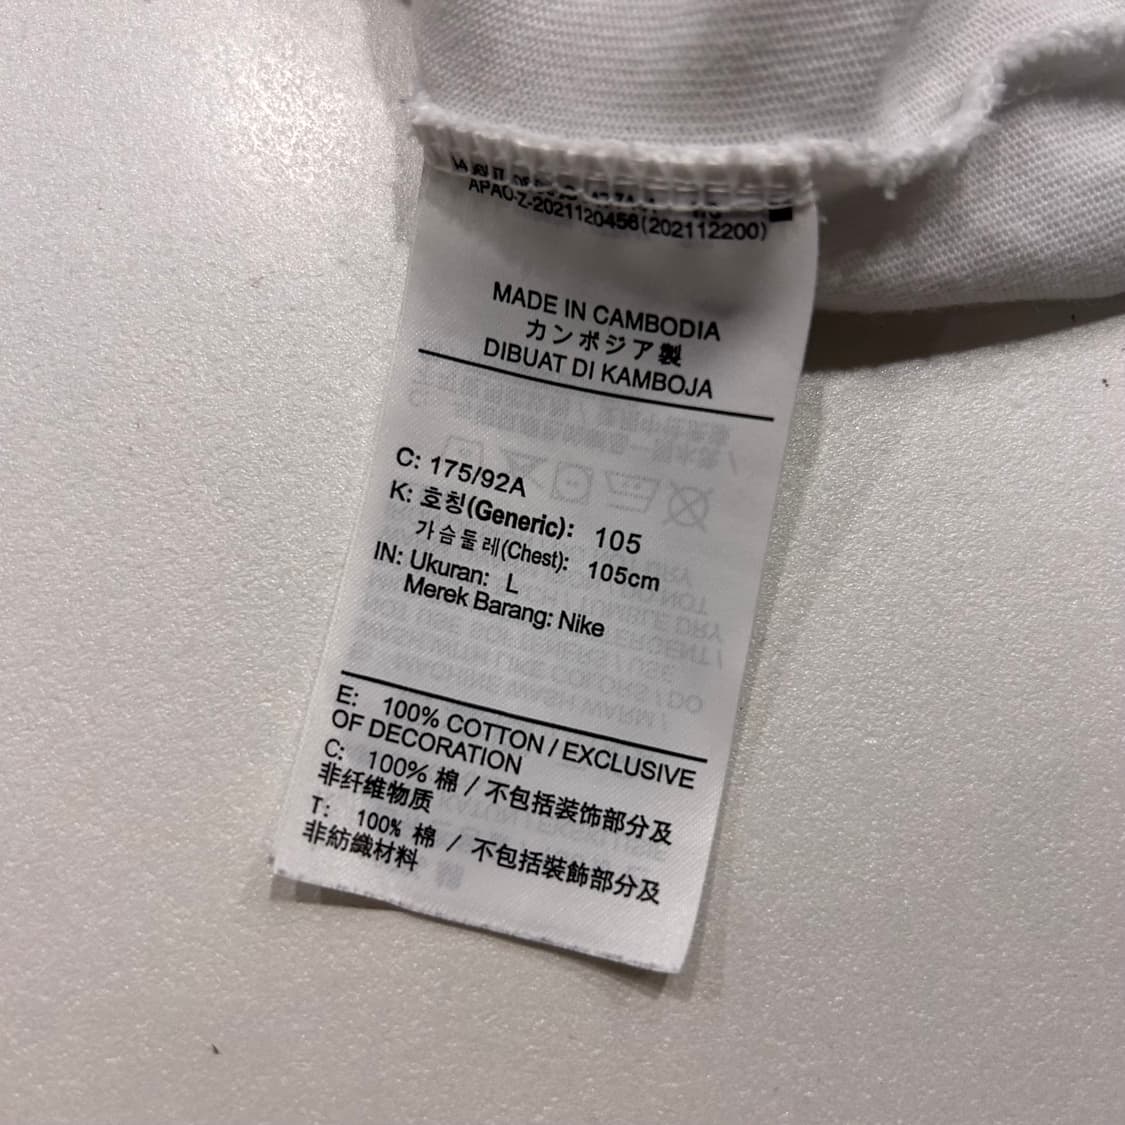 APAO-Z-2021120456(202112200)
MADE IN CAMBODIA
カンボジア製
DIBUAT DI KAMBOJA
C: 175/92A
K: 호칭(Generic): 105
가슴둘레(Chest): 105cm
IN: Ukuran: L
Merek Barang: Nike
E: 100% COTTON / EXCLUSIVE
OF DECORATION
C: 100% 棉 / 不包括装饰部分及
非纤维物质
T: 100% 棉 / 不包括裝飾部分及
非紡織材料